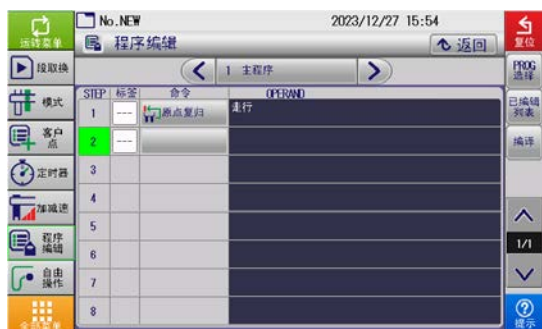 No.NEW 2023/12/27 15:54
运转菜单
程序编辑
返回
复位
段取换
1 主程序
PROG
选择
STEP 标签 命令 OPERAND
模式
1 --- 原点复归 走行
已编辑
列表
客户
点
2 ---
编译
定时器
3
加减速
4
5
程序
编辑
6
1/1
自由
操作
7
全部菜单
8
提示